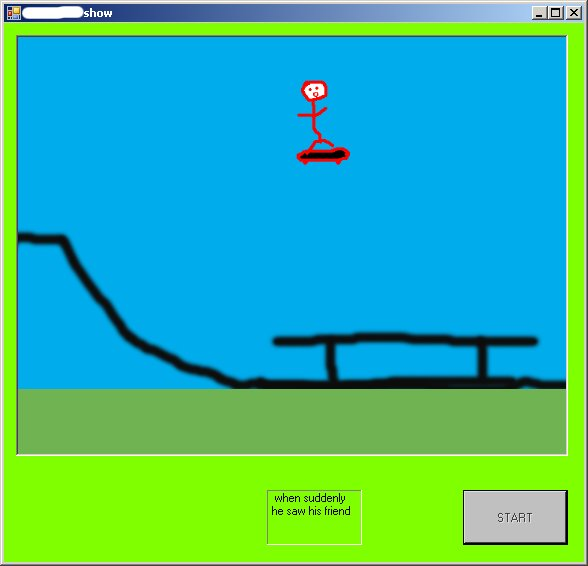 show
when suddenly
he saw his friend
START